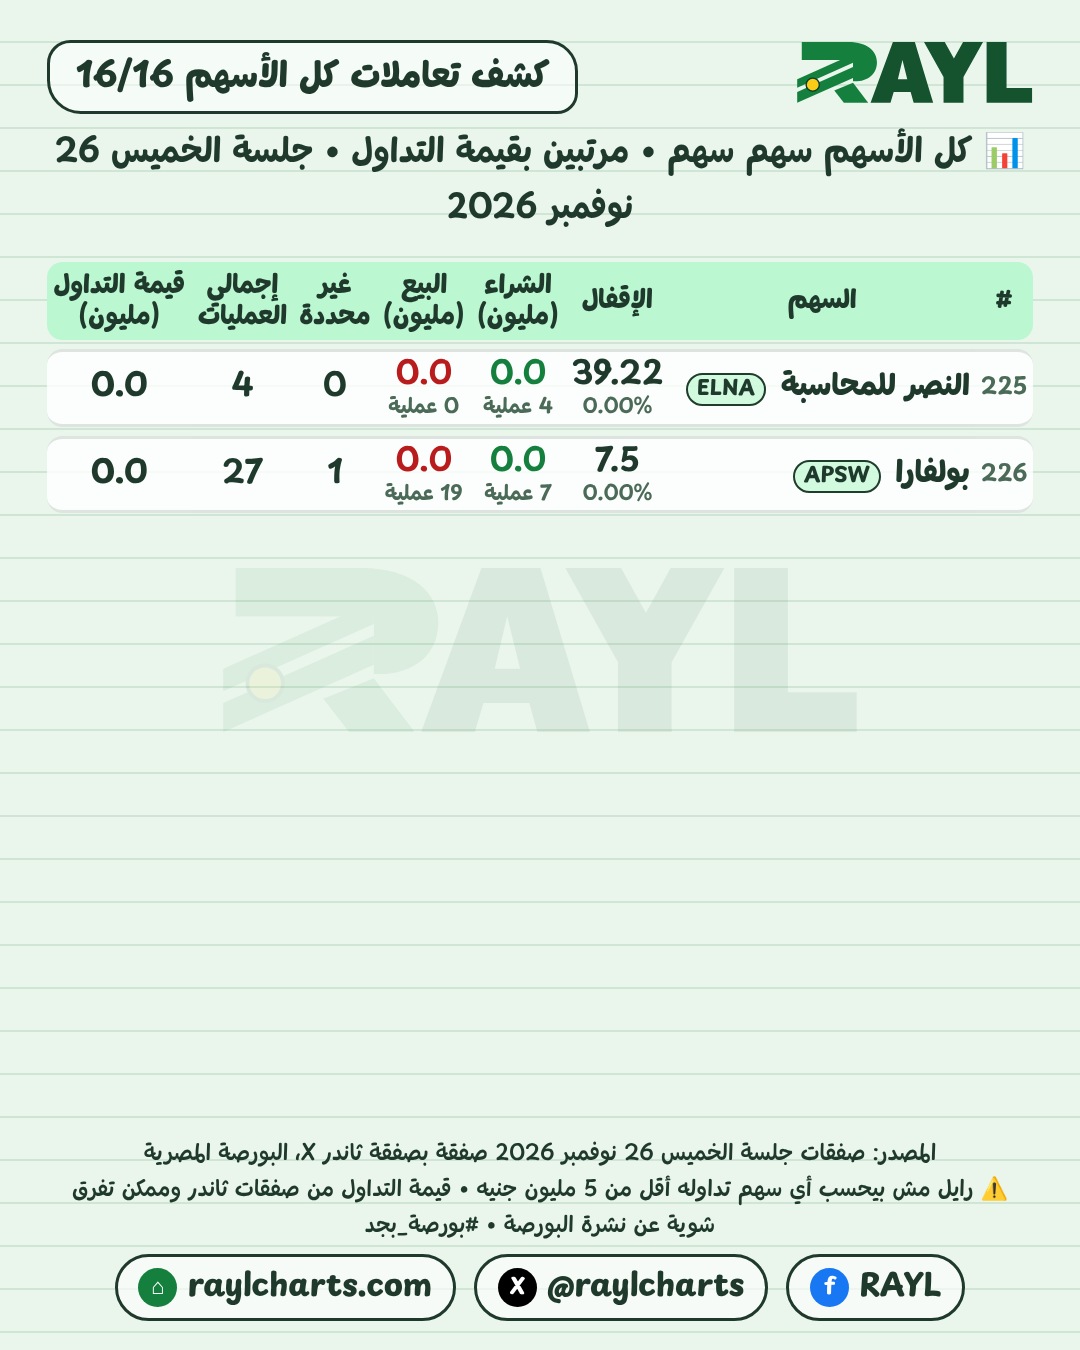 RAYL
كشف تعاملات كل الأسهم 16/16
📊 كل الأسهم سهم سهم • مرتبين بقيمة التداول • جلسة الخميس 26
نوفمبر 2026
# السهم الإقفال الشراء (مليون) البيع (مليون) غير محددة إجمالي العمليات قيمة التداول (مليون)
225 النصر للمحاسبة ELNA 39.22 0.0 0.0 0 4 0.0
0.00% 4 عملية 0 عملية
226 بولفارا APSW 7.5 0.0 0.0 1 27 0.0
0.00% 7 عملية 19 عملية
RAYL
المصدر: صفقات جلسة الخميس 26 نوفمبر 2026 صفقة بصفقة ثاندر X، البورصة المصرية
⚠️ رايل مش بيحسب أي سهم تداوله أقل من 5 مليون جنيه • قيمة التداول من صفقات ثاندر وممكن تفرق
شوية عن نشرة البورصة • #بورصة_بجد
RAYL
@raylcharts
raylcharts.com